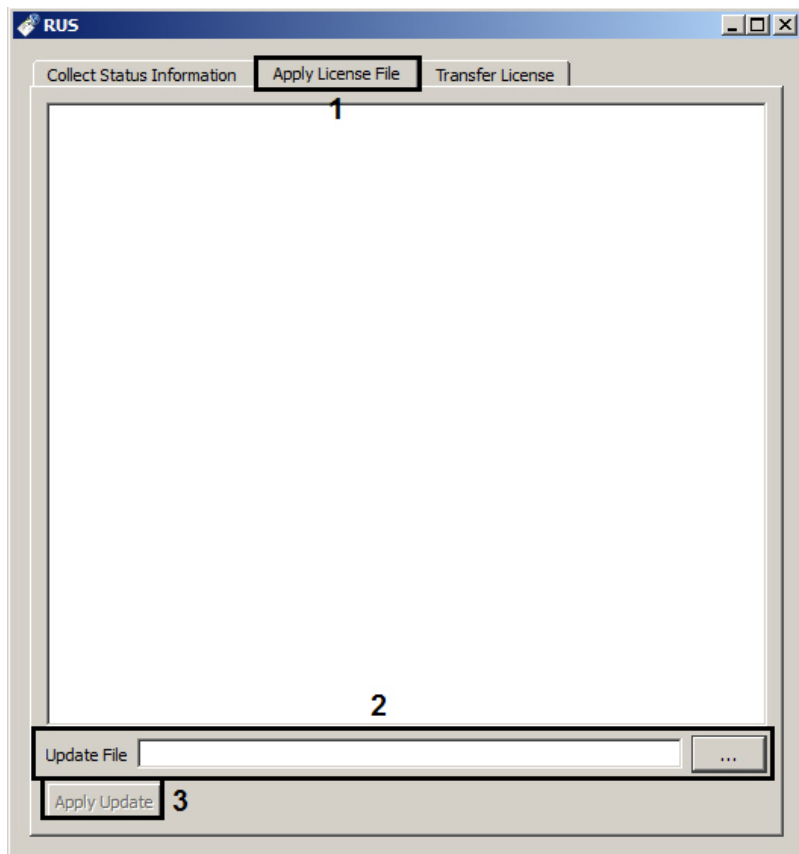 RUS
Collect Status Information Apply License File Transfer License
1
2
Update File ...
Apply Update 3